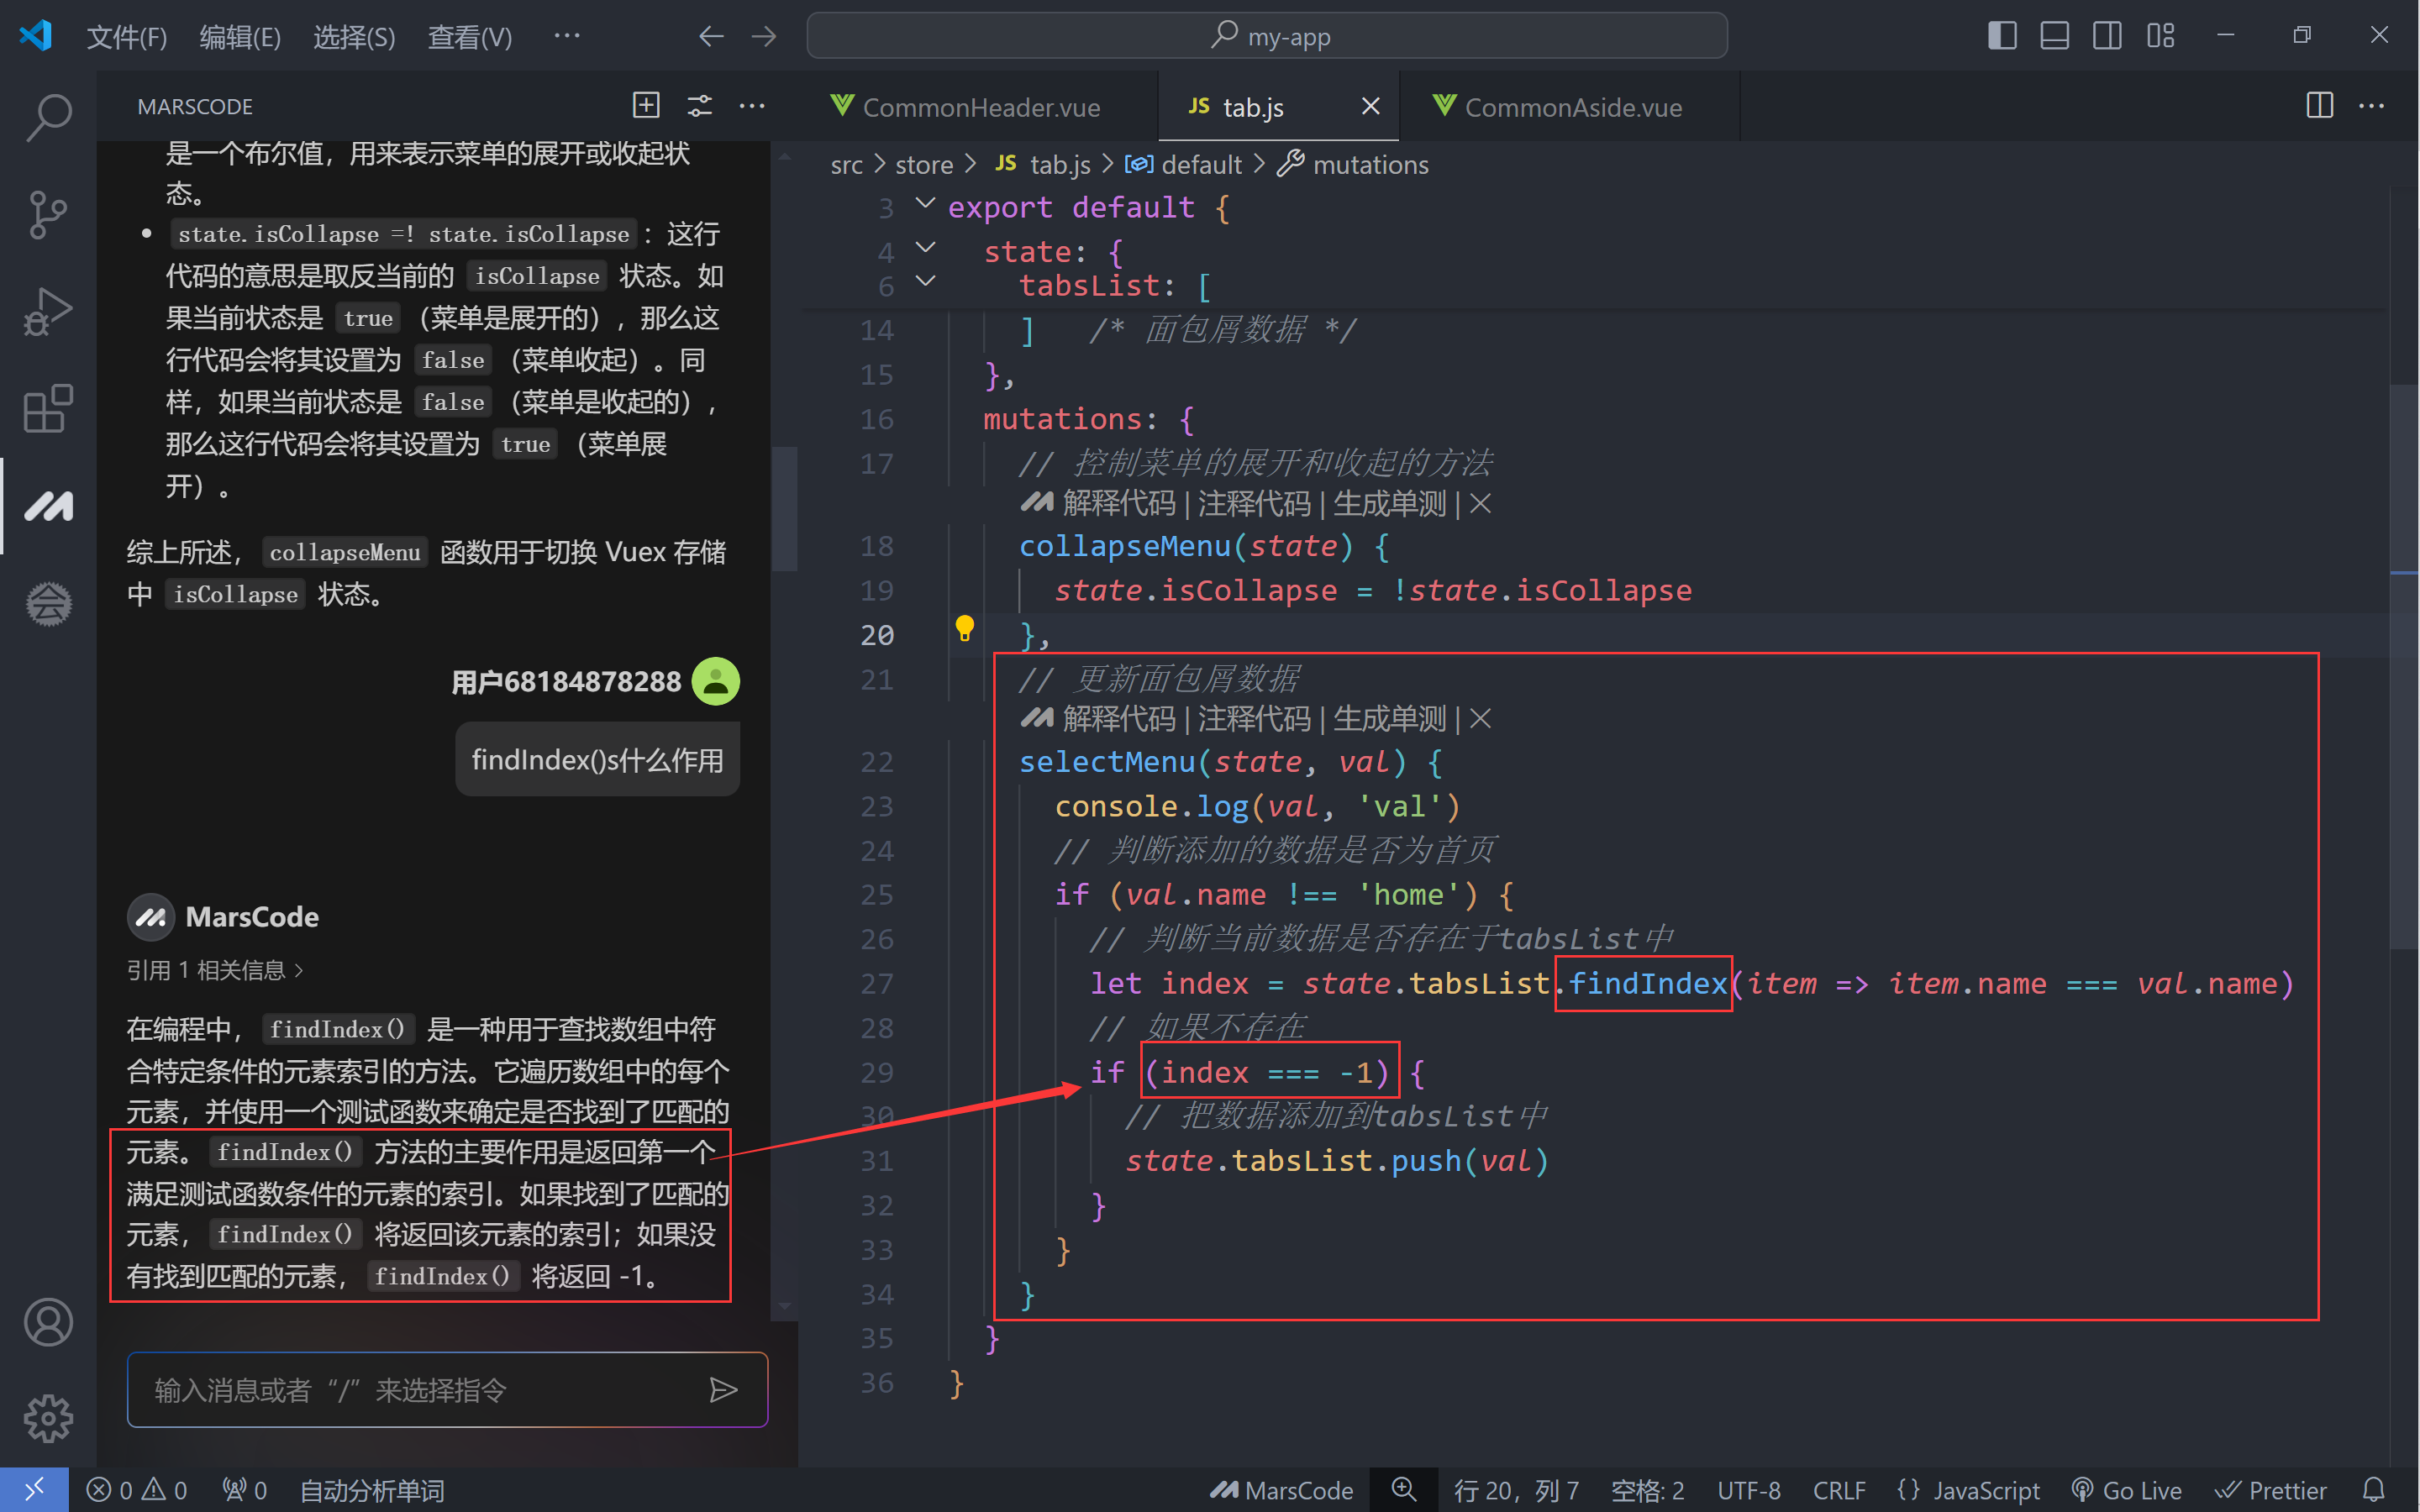 文件(F) 编辑(E) 选择(S) 查看(V) ··· my-app
MARSCODE
是一个布尔值，用来表示菜单的展开或收起状
态。
• state.isCollapse =! state.isCollapse ：这行
代码的意思是取反当前的 isCollapse 状态。如
果当前状态是 true （菜单是展开的），那么这
行代码会将其设置为 false （菜单收起）。同
样，如果当前状态是 false （菜单是收起的），
那么这行代码会将其设置为 true （菜单展
开）。
综上所述， collapseMenu 函数用于切换 Vuex 存储
中 isCollapse 状态。
用户68184878288
findIndex()s什么作用
MarsCode
引用 1 相关信息 >
在编程中， findIndex() 是一种用于查找数组中符
合特定条件的元素索引的方法。它遍历数组中的每个
元素，并使用一个测试函数来确定是否找到了匹配的
元素。 findIndex() 方法的主要作用是返回第一个
满足测试函数条件的元素的索引。如果找到了匹配的
元素， findIndex() 将返回该元素的索引；如果没
有找到匹配的元素， findIndex() 将返回 -1。
输入消息或者“/”来选择指令
会
CommonHeader.vue JS tab.js CommonAside.vue
src > store > JS tab.js > default > mutations
3 export default {
4 state: {
6 tabsList: [
14 ] /* 面包屑数据 */
15 },
16 mutations: {
17 // 控制菜单的展开和收起的方法
解释代码 | 注释代码 | 生成单测 | ×
18 collapseMenu(state) {
19 state.isCollapse = !state.isCollapse
20 },
21 // 更新面包屑数据
解释代码 | 注释代码 | 生成单测 | ×
22 selectMenu(state, val) {
23 console.log(val, 'val')
24 // 判断添加的数据是否为首页
25 if (val.name !== 'home') {
26 // 判断当前数据是否存在于tabsList中
27 let index = state.tabsList.findIndex(item => item.name === val.name)
28 // 如果不存在
29 if (index === -1) {
30 // 把数据添加到tabsList中
31 state.tabsList.push(val)
32 }
33 }
34 }
35 }
36 }
0 0 0 自动分析单词 MarsCode 行 20，列 7 空格: 2 UTF-8 CRLF {} JavaScript Go Live Prettier